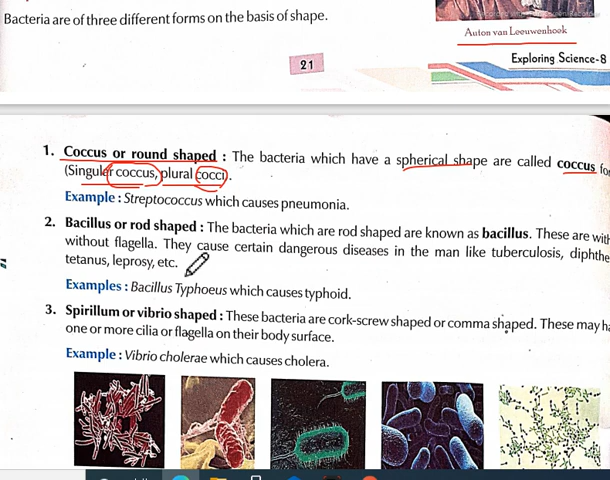 Bacteria are of three different forms on the basis of shape.
Auton van Leeuwenhoek
21
Exploring Science-8
1. Coccus or round shaped : The bacteria which have a spherical shape are called coccus fo
(Singuler coccus, plural cocci).
Example : Streptococcus which causes pneumonia.
2. Bacillus or rod shaped : The bacteria which are rod shaped are known as bacillus. These are with
without flagella. They cause certain dangerous diseases in the man like tuberculosis, diphthe
tetanus, leprosy, etc.
Examples : Bacillus Typhoeus which causes typhoid.
3. Spirillum or vibrio shaped : These bacteria are cork-screw shaped or comma shaped. These may ha
one or more cilia or flagella on their body surface.
Example : Vibrio cholerae which causes cholera.